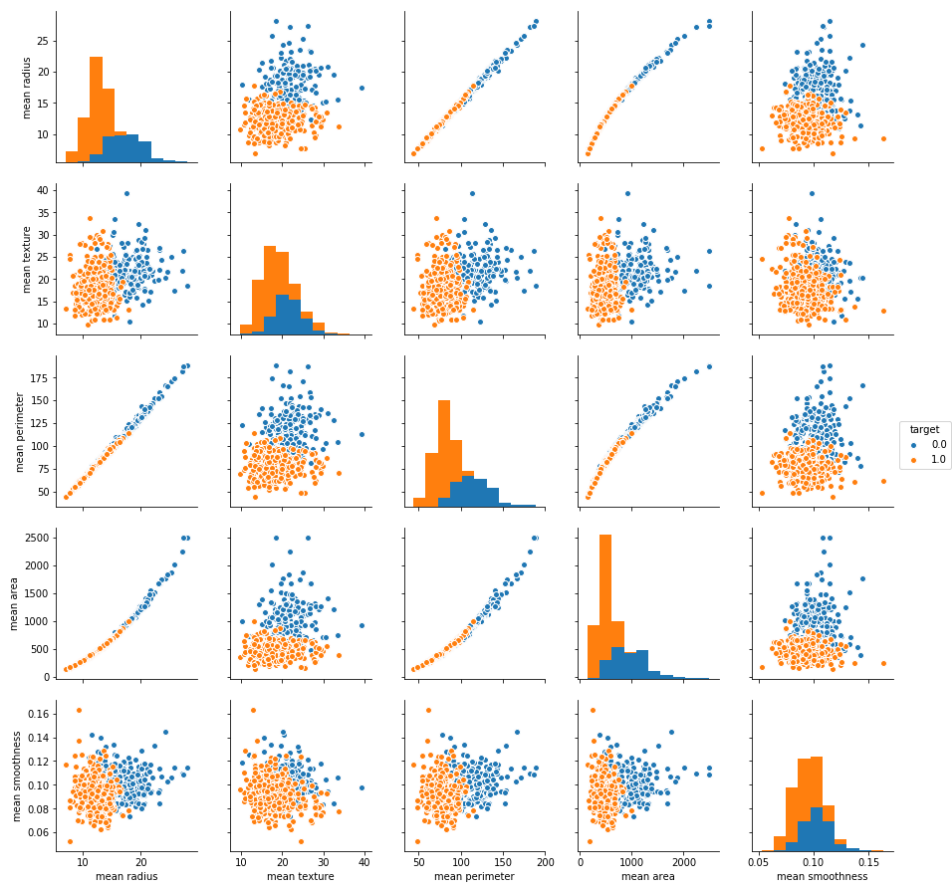 mean radius
25
20
15
10
mean texture
40
35
30
25
20
15
10
mean perimeter
175
150
125
100
75
50
target
0.0
1.0
mean area
2500
2000
1500
1000
500
0
mean smoothness
0.16
0.14
0.12
0.10
0.08
0.06
10 20
10 20 30 40
50 100 150 200
0 1000 2000
0.05 0.10 0.15
mean radius
mean texture
mean perimeter
mean area
mean smoothness